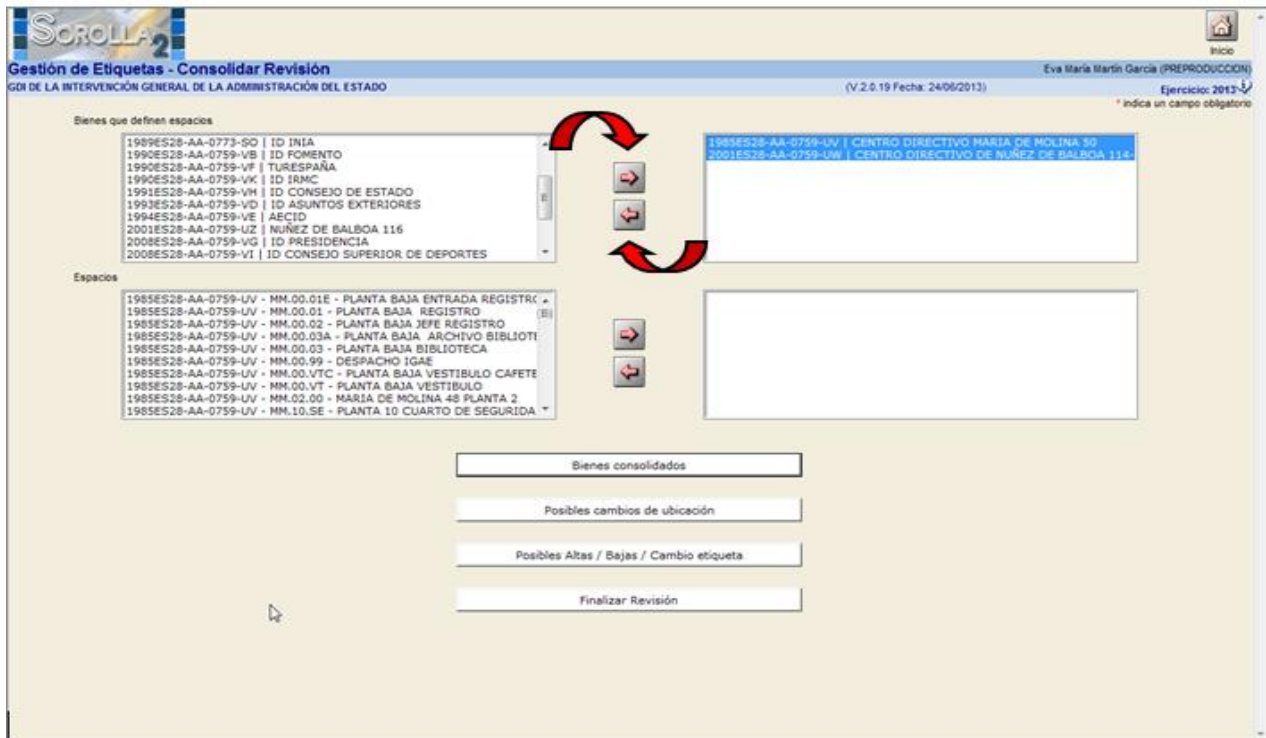 SOROLLA2
Inicio
Gestión de Etiquetas - Consolidar Revisión
Eva María Martín García (PREPRODUCCION)
GDI DE LA INTERVENCIÓN GENERAL DE LA ADMINISTRACIÓN DEL ESTADO
(V.2.0.19 Fecha: 24/06/2013)
Ejercicio: 2013
* indica un campo obligatorio
Bienes que definen espacios
1989ES28-AA-0773-SO | ID INIA
1990ES28-AA-0759-VB | ID FOMENTO
1990ES28-AA-0759-VF | TURESPAÑA
1990ES28-AA-0759-VK | ID IRMC
1991ES28-AA-0759-VH | ID CONSEJO DE ESTADO
1993ES28-AA-0759-VD | ID ASUNTOS EXTERIORES
1994ES28-AA-0759-VE | AECID
2001ES28-AA-0759-UZ | NUÑEZ DE BALBOA 116
2008ES28-AA-0759-VG | ID PRESIDENCIA
2008ES28-AA-0759-VI | ID CONSEJO SUPERIOR DE DEPORTES
1985ES28-AA-0759-UV | CENTRO DIRECTIVO MARIA DE MOLINA 50
2001ES28-AA-0759-UW | CENTRO DIRECTIVO DE NUÑEZ DE BALBOA 114-
Espacios
1985ES28-AA-0759-UV - MM.00.01E - PLANTA BAJA ENTRADA REGISTRO
1985ES28-AA-0759-UV - MM.00.01 - PLANTA BAJA REGISTRO
1985ES28-AA-0759-UV - MM.00.02 - PLANTA BAJA JEFE REGISTRO
1985ES28-AA-0759-UV - MM.00.03A - PLANTA BAJA ARCHIVO BIBLIOTE
1985ES28-AA-0759-UV - MM.00.03 - PLANTA BAJA BIBLIOTECA
1985ES28-AA-0759-UV - MM.00.99 - DESPACHO IGAE
1985ES28-AA-0759-UV - MM.00.VTC - PLANTA BAJA VESTIBULO CAFETE
1985ES28-AA-0759-UV - MM.00.VT - PLANTA BAJA VESTIBULO
1985ES28-AA-0759-UV - MM.02.00 - MARIA DE MOLINA 48 PLANTA 2
1985ES28-AA-0759-UV - MM.10.SE - PLANTA 10 CUARTO DE SEGURIDA
Bienes consolidados
Posibles cambios de ubicación
Posibles Altas / Bajas / Cambio etiqueta
Finalizar Revisión